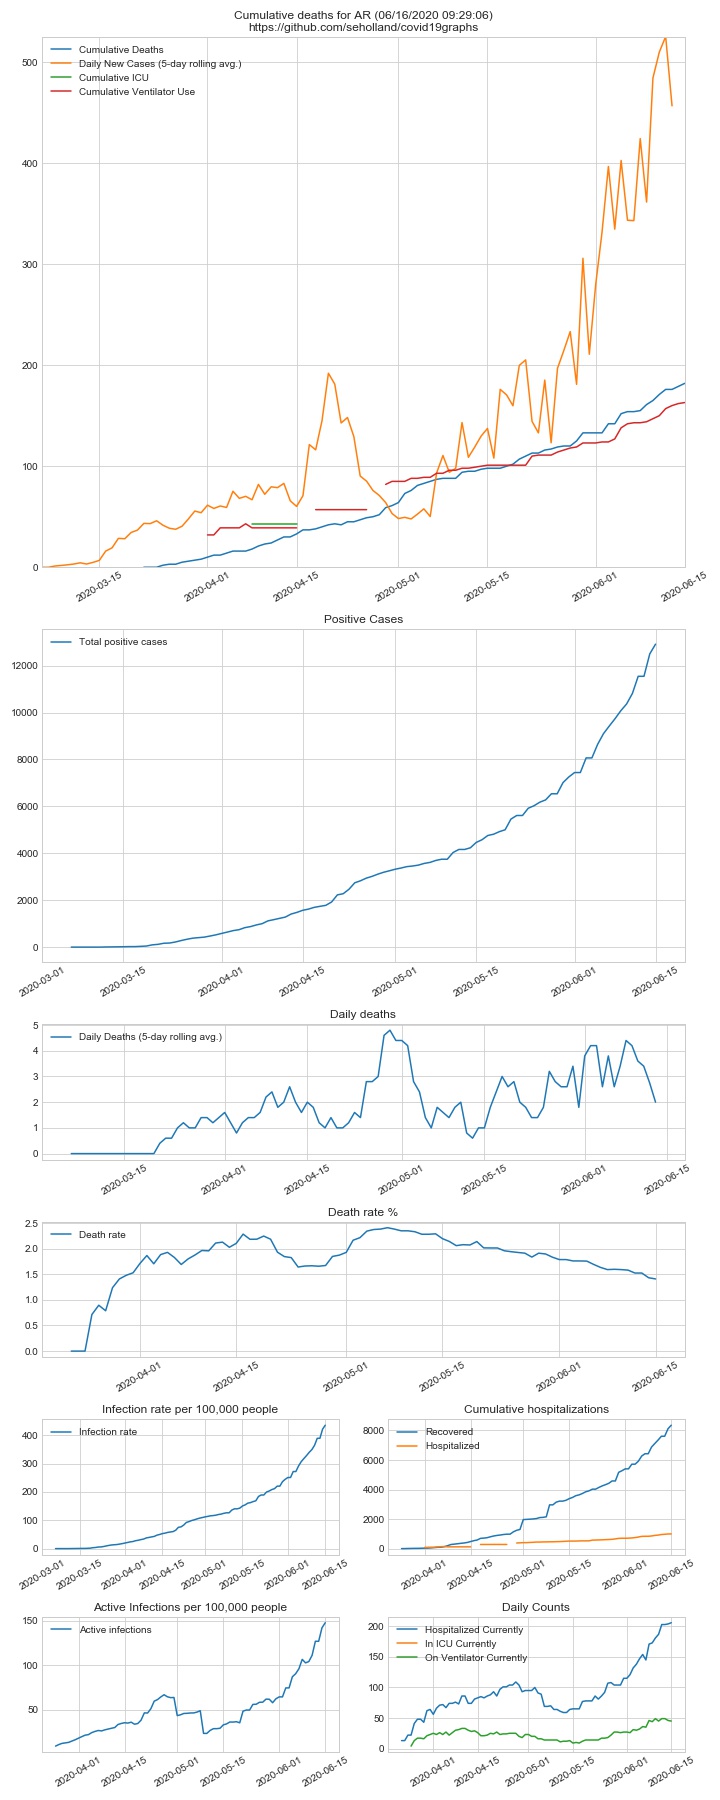 Cumulative deaths for AR (06/16/2020 09:29:06)
https://github.com/seholland/covid19graphs
Cumulative Deaths
Daily New Cases (5-day rolling avg.)
Cumulative ICU
Cumulative Ventilator Use
500
400
300
200
100
0
2020-03-15 2020-04-01 2020-04-15 2020-05-01 2020-05-15 2020-06-01 2020-06-15
Positive Cases
Total positive cases
12000
10000
8000
6000
4000
2000
0
2020-03-01 2020-03-15 2020-04-01 2020-04-15 2020-05-01 2020-05-15 2020-06-01 2020-06-15
Daily deaths
Daily Deaths (5-day rolling avg.)
5
4
3
2
1
0
2020-03-15 2020-04-01 2020-04-15 2020-05-01 2020-05-15 2020-06-01 2020-06-15
Death rate %
Death rate
2.5
2.0
1.5
1.0
0.5
0.0
2020-04-01 2020-04-15 2020-05-01 2020-05-15 2020-06-01 2020-06-15
Infection rate per 100,000 people
Infection rate
400
300
200
100
0
2020-03-01 2020-03-15 2020-04-01 2020-04-15 2020-05-01 2020-05-15 2020-06-01 2020-06-15
Cumulative hospitalizations
Recovered
Hospitalized
8000
6000
4000
2000
0
2020-04-01 2020-04-15 2020-05-01 2020-05-15 2020-06-01 2020-06-15
Active Infections per 100,000 people
Active infections
150
100
50
2020-04-01 2020-04-15 2020-05-01 2020-05-15 2020-06-01 2020-06-15
Daily Counts
Hospitalized Currently
In ICU Currently
On Ventilator Currently
200
150
100
50
0
2020-04-01 2020-04-15 2020-05-01 2020-05-15 2020-06-01 2020-06-15